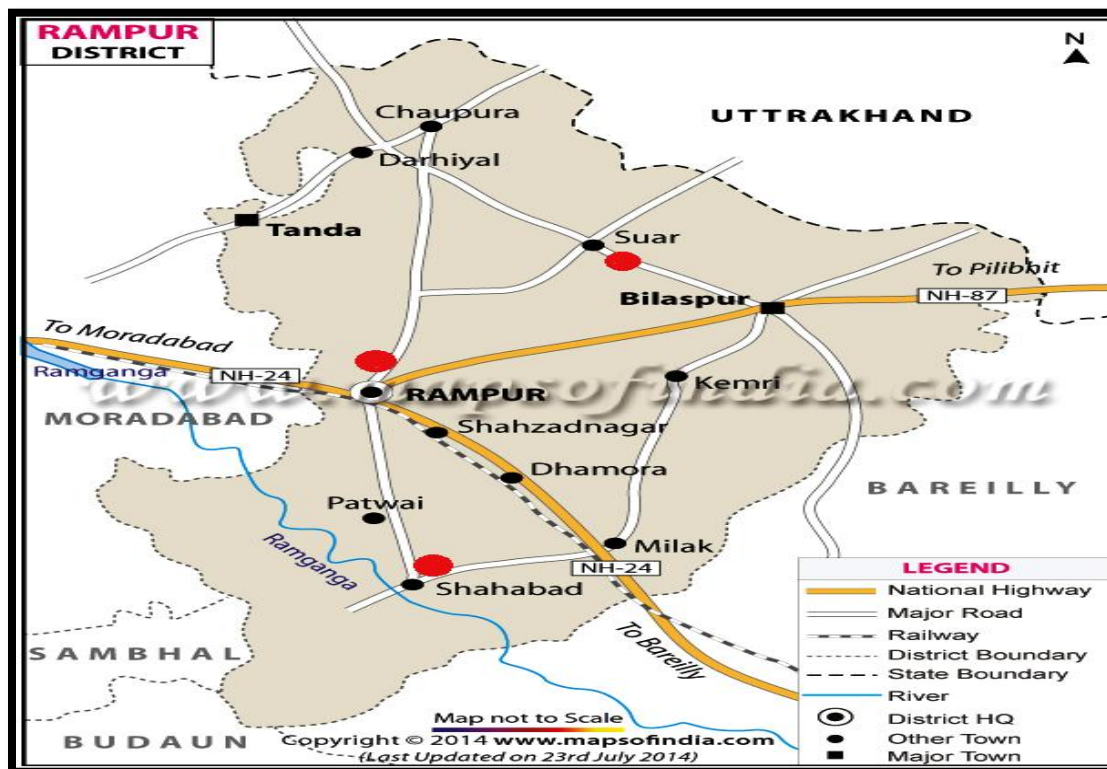 RAMPUR
DISTRICT
N
UTTRAKHAND
Chaupura
Darhiyal
Tanda
Suar
To Pilibhit
Bilaspur
NH-87
To Moradabad
Ramganga
NH-24
www.mapsofindia.com
Kemri
RAMPUR
MORADABAD
Shahzadnagar
Dhamora
BAREILLY
Patwai
Ramganga
Milak
NH-24
Shahabad
To Bareilly
SAMBHAL
BUDAUN
LEGEND
National Highway
Major Road
Railway
District Boundary
State Boundary
River
District HQ
Other Town
Major Town
Map not to Scale
Copyright © 2014 www.mapsofindia.com
(Last Updated on 23rd July 2014)